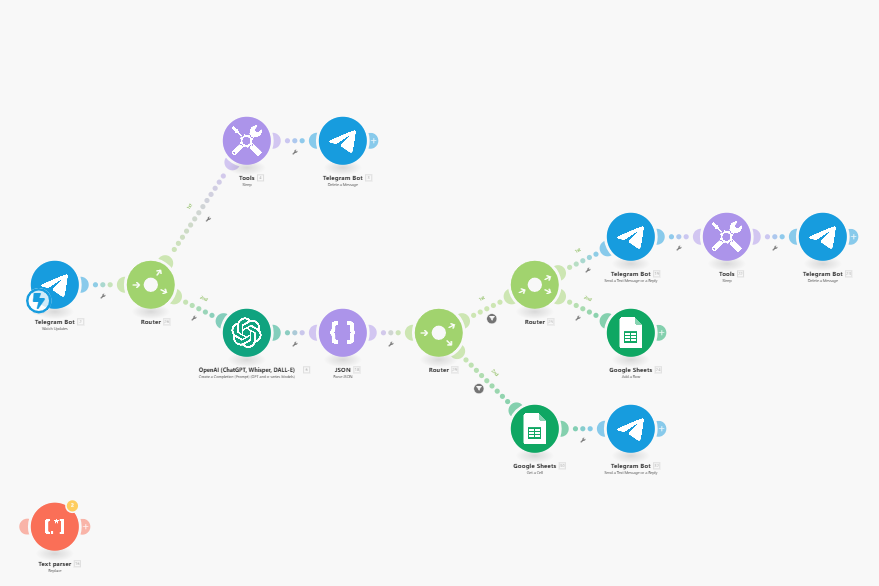 Tools
Sleep
Telegram Bot
Delete a Message
Telegram Bot
Send a Text Message or a Reply
Tools
Sleep
Telegram Bot
Delete a Message
Telegram Bot
Watch Updates
Router
Router
OpenAI (ChatGPT, Whisper, DALL-E)
Create a Completion (Prompt) (GPT and o-series Models)
JSON
Parse JSON
Router
Google Sheets
Add a Row
Google Sheets
Get a Cell
Telegram Bot
Send a Text Message or a Reply
Text parser
Replace